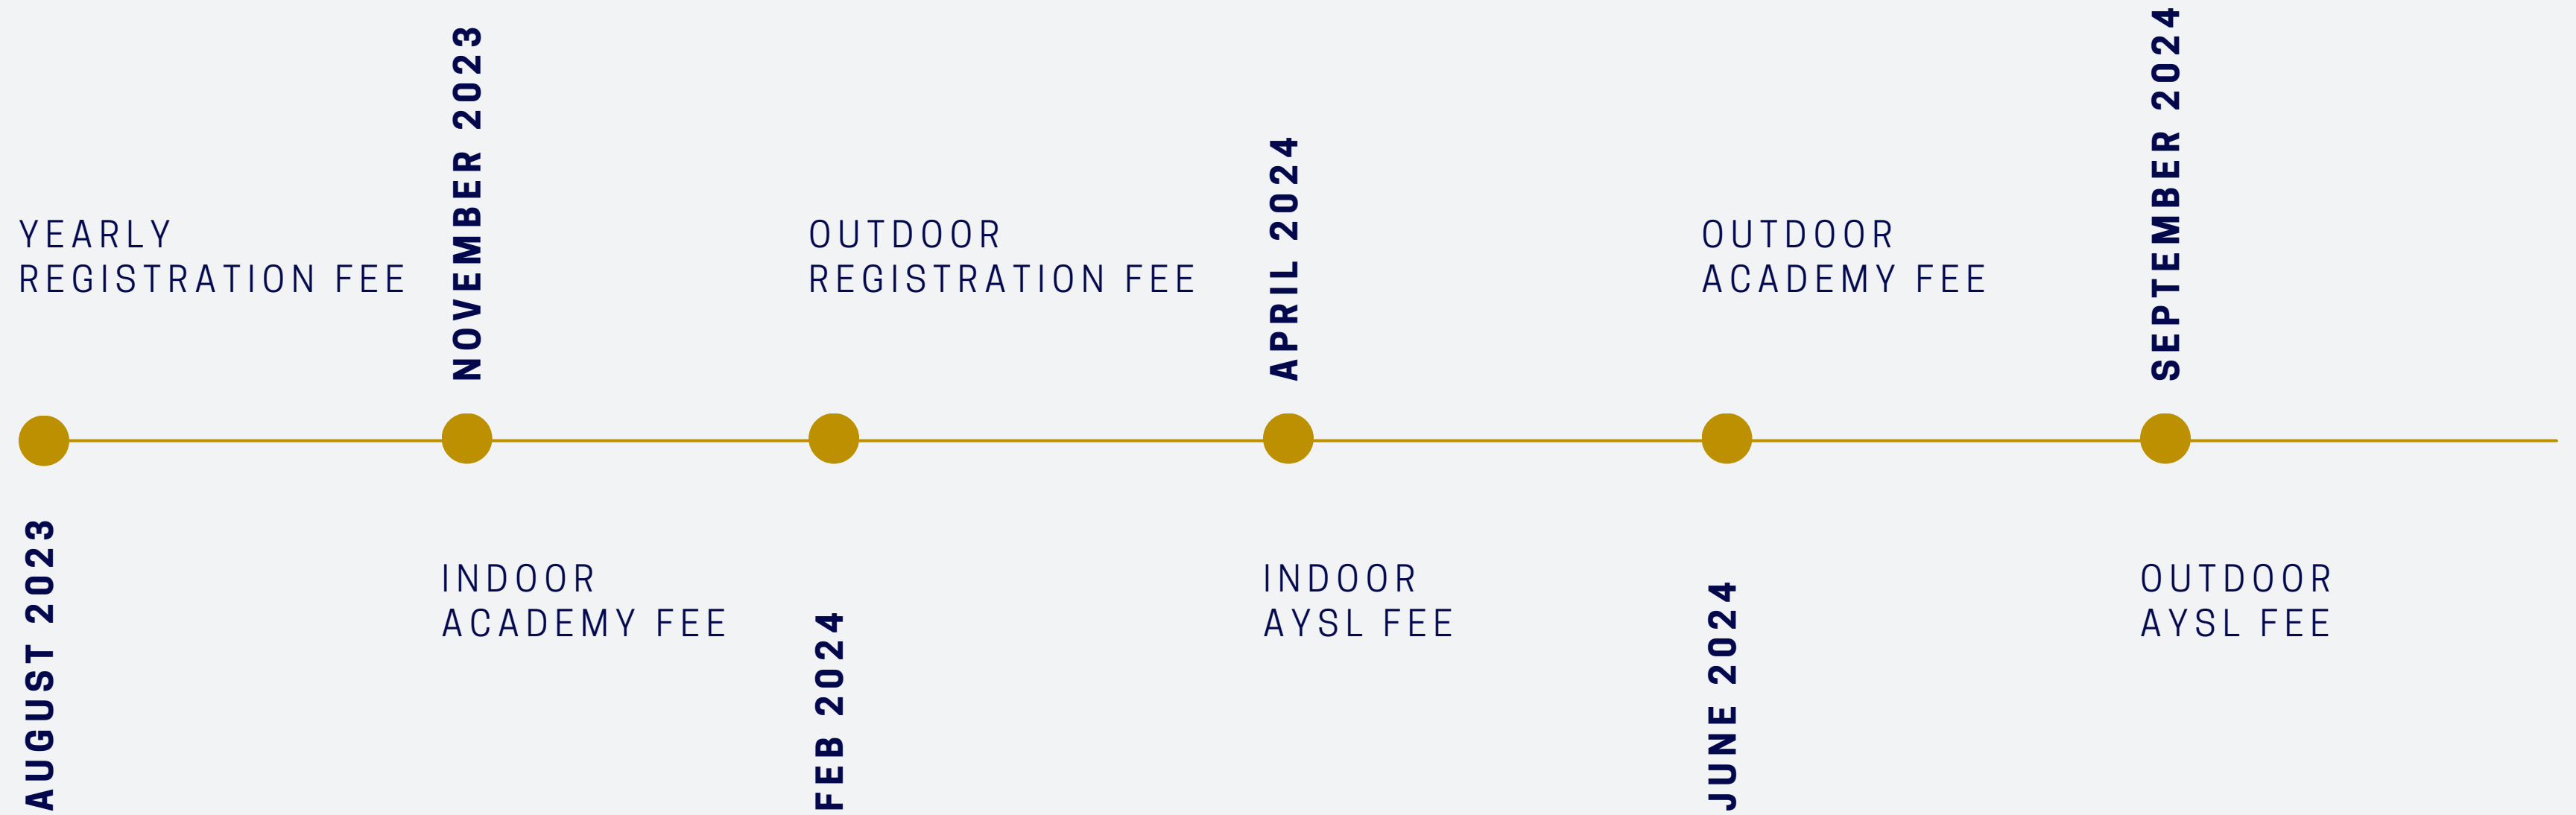 AUGUST 2023
YEARLY
REGISTRATION FEE
NOVEMBER 2023
INDOOR
ACADEMY FEE
FEB 2024
OUTDOOR
REGISTRATION FEE
APRIL 2024
INDOOR
AYSL FEE
JUNE 2024
OUTDOOR
ACADEMY FEE
SEPTEMBER 2024
OUTDOOR
AYSL FEE